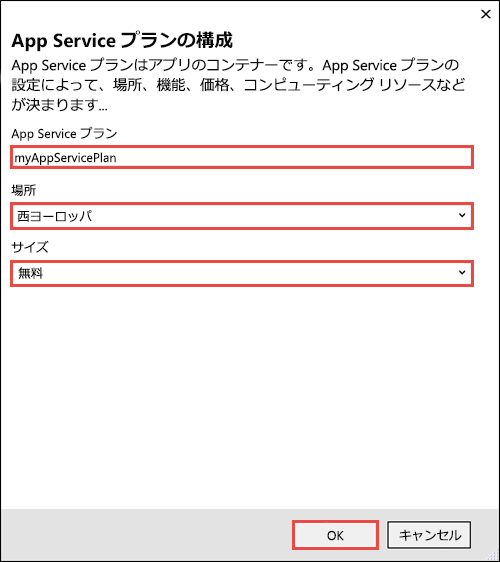 App Service プランの構成
App Service プランはアプリのコンテナーです。App Service プランの
設定によって、場所、機能、価格、コンピューティング リソースなど
が決まります...
App Service プラン
myAppServicePlan
場所
西ヨーロッパ
サイズ
無料
OK
キャンセル